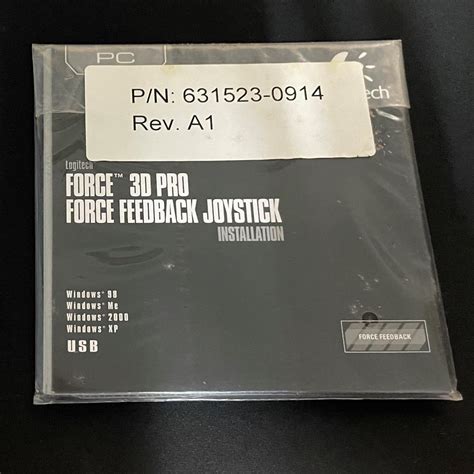 PC
tech
P/N: 631523-0914
Rev. A1
Logitech
FORCE™ 3D PRO
FORCE FEEDBACK JOYSTICK
INSTALLATION
Windows® 98
Windows® Me
Windows® 2000
Windows® XP
USB
FORCE FEEDBACK